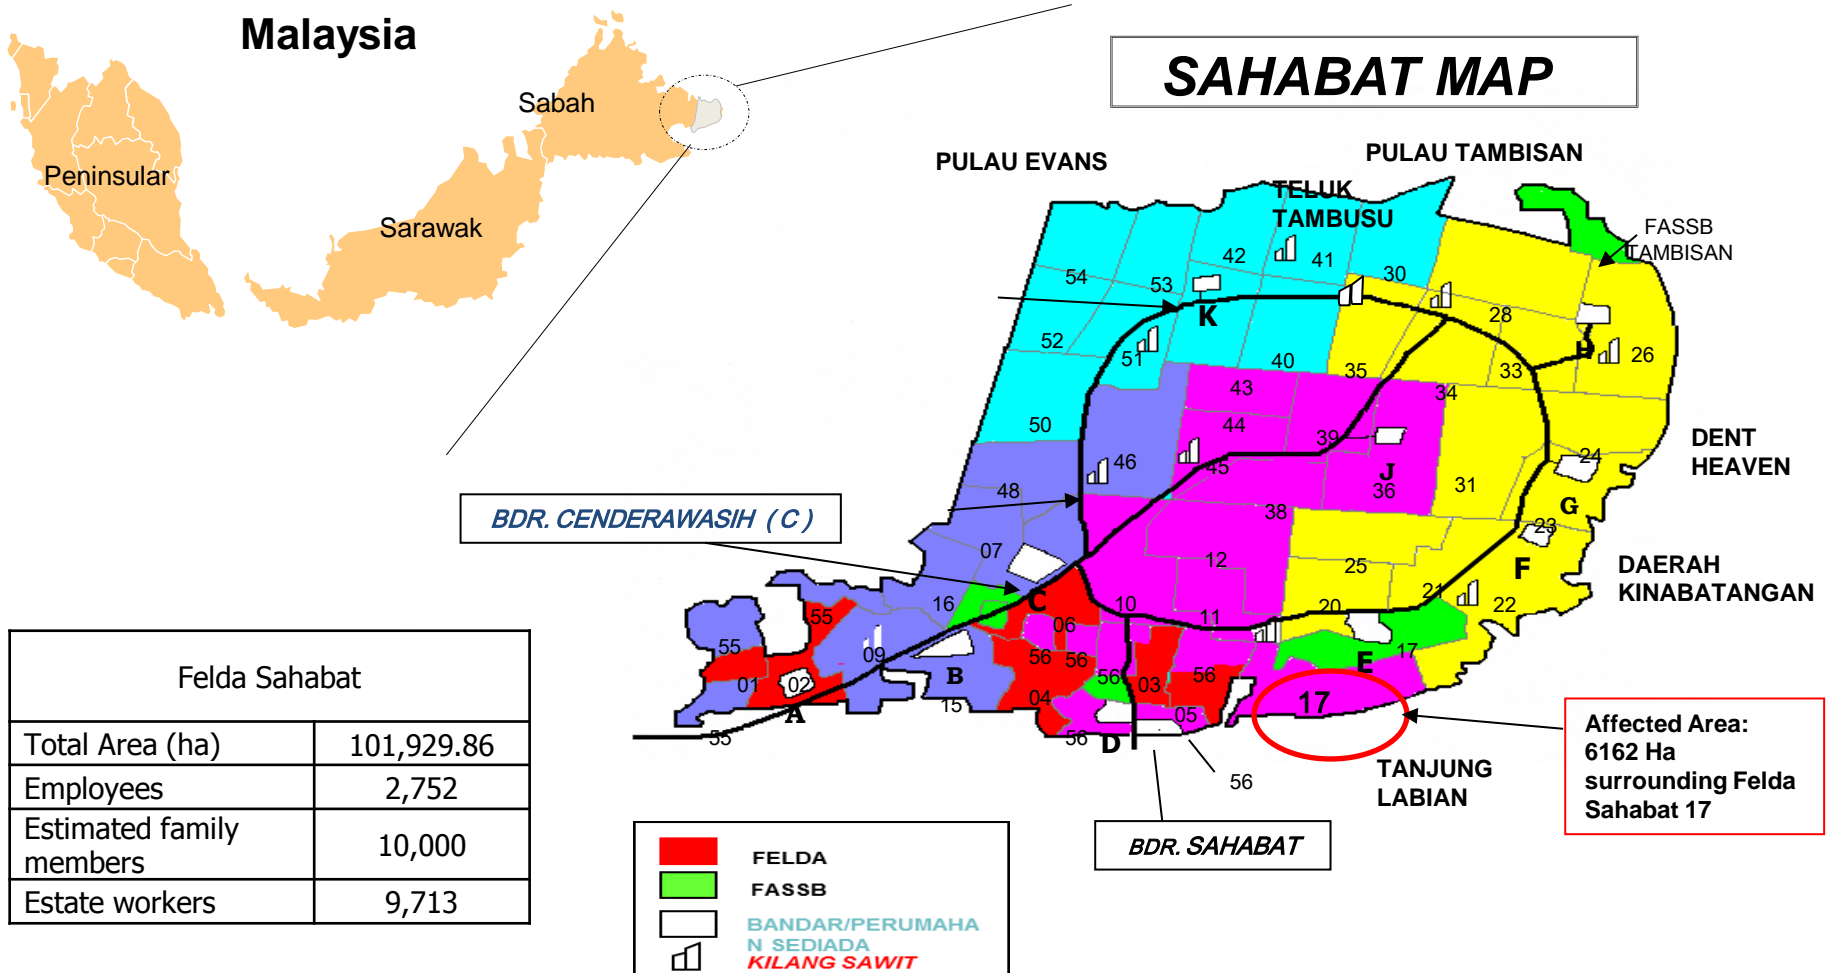 Malaysia
Sabah
Peninsular
Sarawak
SAHABAT MAP
PULAU EVANS
PULAU TAMBISAN
TELUK
TAMBUSU
FASSB
TAMBISAN
54
53
42
41
30
28
K
52
51
40
35
33
H
26
50
43
34
44
39
46
45
J
36
31
24
DENT
HEAVEN
48
38
G
23
BDR. CENDERAWASIH ( C )
07
12
25
F
DAERAH
KINABATANGAN
16
C
10
11
20
21
22
55
06
55
09
56
56
56
03
56
E
17
01
02
B
04
15
A
05
17
55
56
D
56
TANJUNG
LABIAN
Affected Area:
6162 Ha
surrounding Felda
Sahabat 17
BDR. SAHABAT
Felda Sahabat
Total Area (ha) 101,929.86
Employees 2,752
Estimated family
members 10,000
Estate workers 9,713
FELDA
FASSB
BANDAR/PERUMAHA
N SEDIADA
KILANG SAWIT